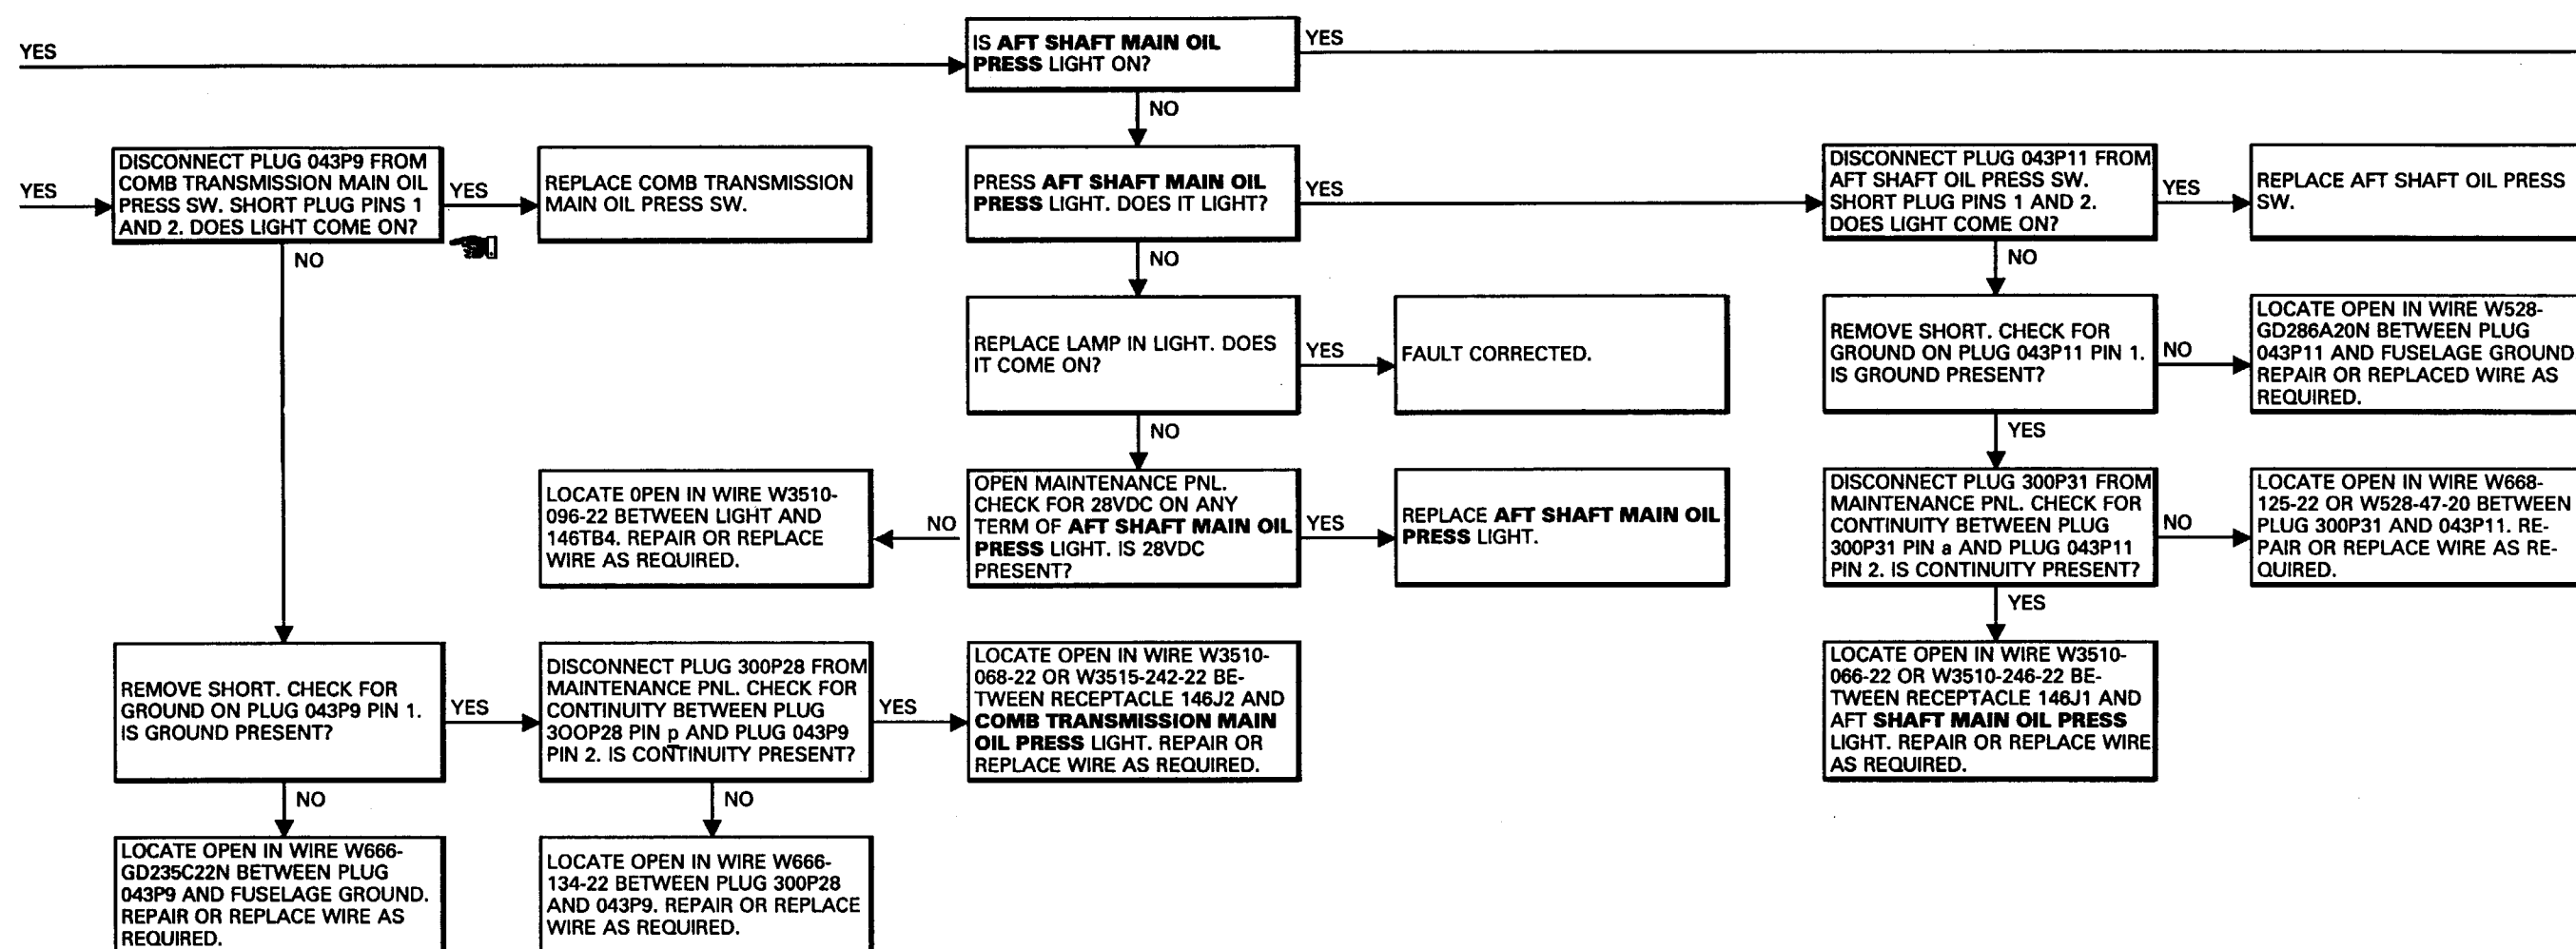 YES
IS AFT SHAFT MAIN OIL
PRESS LIGHT ON?
YES
NO
YES
DISCONNECT PLUG 043P9 FROM
COMB TRANSMISSION MAIN OIL
PRESS SW. SHORT PLUG PINS 1
AND 2. DOES LIGHT COME ON?
YES
REPLACE COMB TRANSMISSION
MAIN OIL PRESS SW.
PRESS AFT SHAFT MAIN OIL
PRESS LIGHT. DOES IT LIGHT?
YES
DISCONNECT PLUG 043P11 FROM
AFT SHAFT OIL PRESS SW.
SHORT PLUG PINS 1 AND 2.
DOES LIGHT COME ON?
YES
REPLACE AFT SHAFT OIL PRESS
SW.
NO
NO
NO
REPLACE LAMP IN LIGHT. DOES
IT COME ON?
YES
FAULT CORRECTED.
REMOVE SHORT. CHECK FOR
GROUND ON PLUG 043P11 PIN 1.
IS GROUND PRESENT?
NO
LOCATE OPEN IN WIRE W528-
GD286A20N BETWEEN PLUG
043P11 AND FUSELAGE GROUND
REPAIR OR REPLACED WIRE AS
REQUIRED.
NO
YES
LOCATE 0PEN IN WIRE W3510-
096-22 BETWEEN LIGHT AND
146TB4. REPAIR OR REPLACE
WIRE AS REQUIRED.
NO
OPEN MAINTENANCE PNL.
CHECK FOR 28VDC ON ANY
TERM OF AFT SHAFT MAIN OIL
PRESS LIGHT. IS 28VDC
PRESENT?
YES
REPLACE AFT SHAFT MAIN OIL
PRESS LIGHT.
DISCONNECT PLUG 300P31 FROM
MAINTENANCE PNL. CHECK FOR
CONTINUITY BETWEEN PLUG
300P31 PIN a AND PLUG 043P11
PIN 2. IS CONTINUITY PRESENT?
NO
LOCATE OPEN IN WIRE W668-
125-22 OR W528-47-20 BETWEEN
PLUG 300P31 AND 043P11. RE-
PAIR OR REPLACE WIRE AS RE-
QUIRED.
YES
REMOVE SHORT. CHECK FOR
GROUND ON PLUG 043P9 PIN 1.
IS GROUND PRESENT?
YES
DISCONNECT PLUG 300P28 FROM
MAINTENANCE PNL. CHECK FOR
CONTINUITY BETWEEN PLUG
3OOP28 PIN p AND PLUG 043P9
PIN 2. IS CONTINUITY PRESENT?
YES
LOCATE OPEN IN WIRE W3510-
068-22 OR W3515-242-22 BE-
TWEEN RECEPTACLE 146J2 AND
COMB TRANSMISSION MAIN
OIL PRESS LIGHT. REPAIR OR
REPLACE WIRE AS REQUIRED.
LOCATE OPEN IN WIRE W3510-
066-22 OR W3510-246-22 BE-
TWEEN RECEPTACLE 146J1 AND
AFT SHAFT MAIN OIL PRESS
LIGHT. REPAIR OR REPLACE WIRE
AS REQUIRED.
NO
NO
LOCATE OPEN IN WIRE W666-
GD235C22N BETWEEN PLUG
043P9 AND FUSELAGE GROUND.
REPAIR OR REPLACE WIRE AS
REQUIRED.
LOCATE OPEN IN WIRE W666-
134-22 BETWEEN PLUG 300P28
AND 043P9. REPAIR OR REPLACE
WIRE AS REQUIRED.